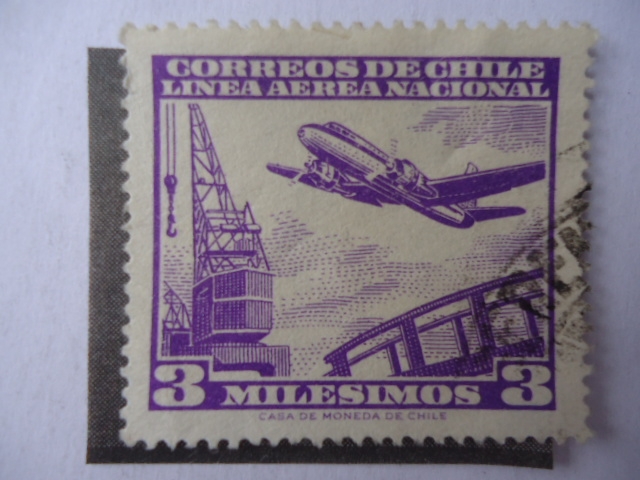 CORREOS DE CHILE
LINEA AEREA NACIONAL
3 MILESIMOS 3
CASA DE MONEDA DE CHILE